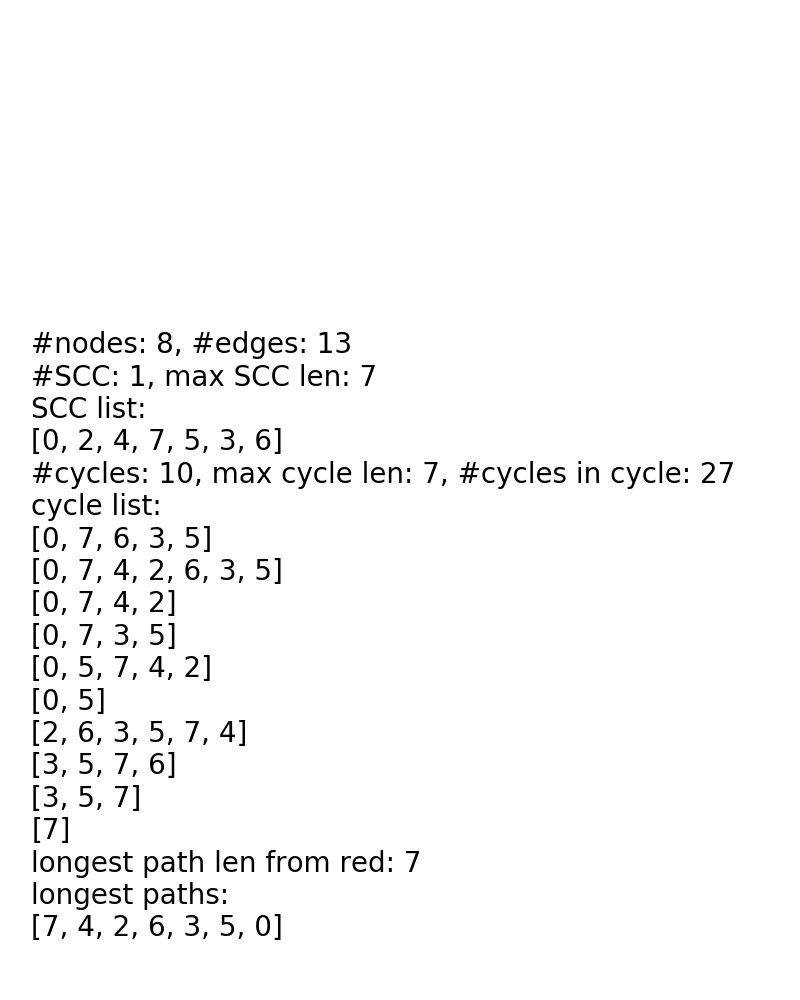 #nodes: 8, #edges: 13
#SCC: 1, max SCC len: 7
SCC list:
[0, 2, 4, 7, 5, 3, 6]
#cycles: 10, max cycle len: 7, #cycles in cycle: 27
cycle list:
[0, 7, 6, 3, 5]
[0, 7, 4, 2, 6, 3, 5]
[0, 7, 4, 2]
[0, 7, 3, 5]
[0, 5, 7, 4, 2]
[0, 5]
[2, 6, 3, 5, 7, 4]
[3, 5, 7, 6]
[3, 5, 7]
[7]
longest path len from red: 7
longest paths:
[7, 4, 2, 6, 3, 5, 0]